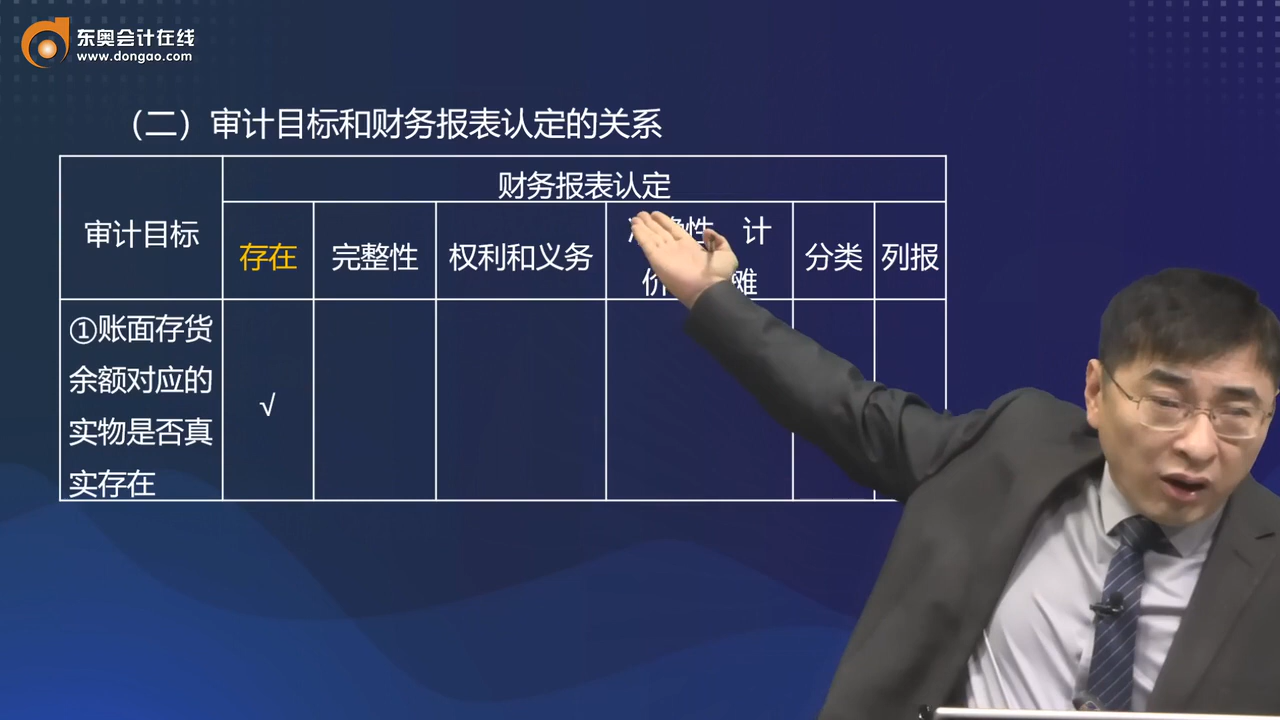 东奥会计在线
www.dongao.com
（二）审计目标和财务报表认定的关系
审计目标
财务报表认定
存在
完整性
权利和义务
性、计
价 摊
分类
列报
①账面存货
余额对应的
实物是否真
实存在
√